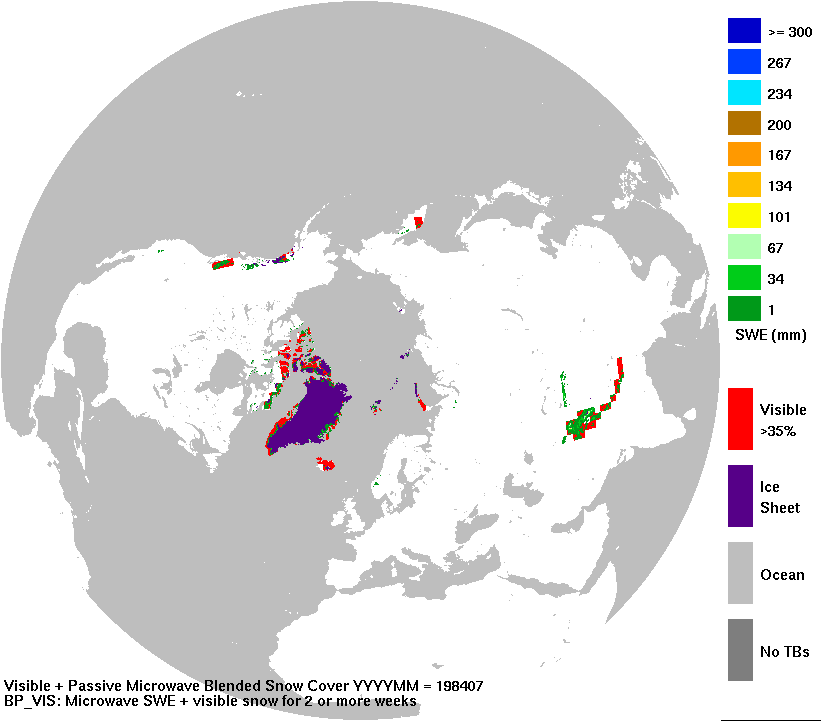 >= 300
267
234
200
167
134
101
67
34
1
SWE (mm)
Visible
>35%
Ice
Sheet
Ocean
No TBs
Visible + Passive Microwave Blended Snow Cover YYYYMM = 198407
BP_VIS: Microwave SWE + visible snow for 2 or more weeks